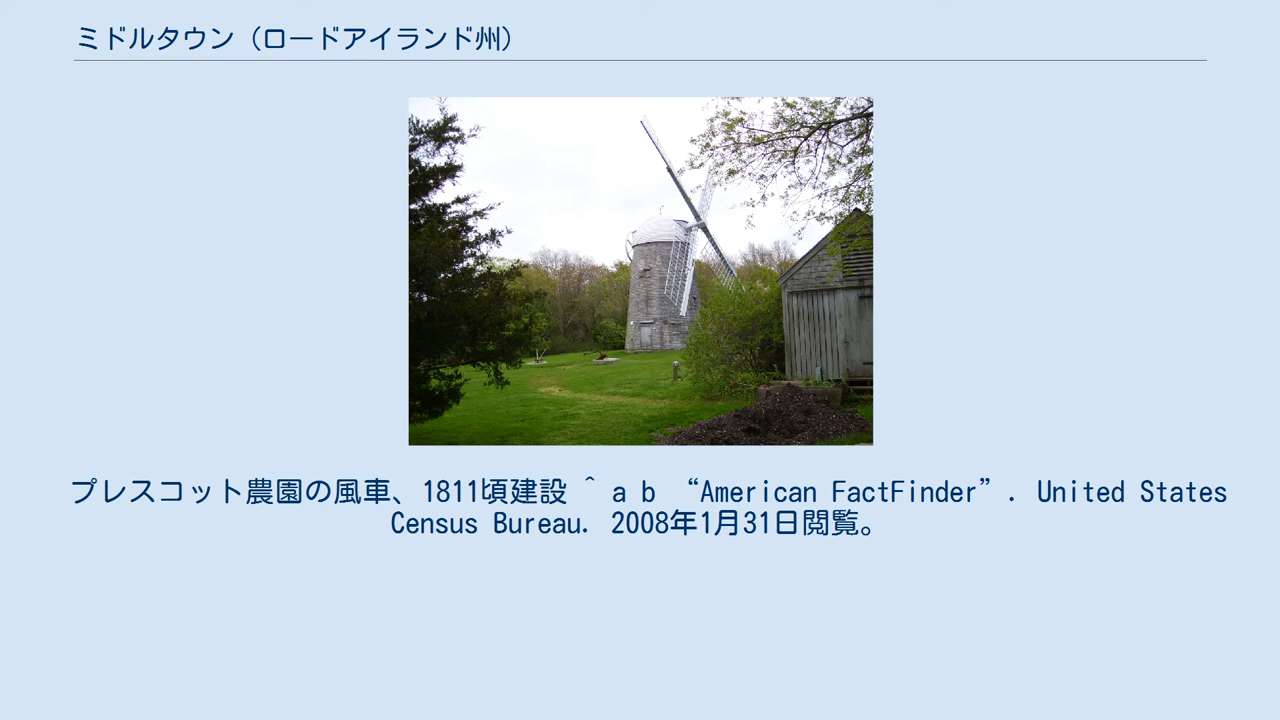 ミドルタウン（ロードアイランド州）
プレスコット農園の風車、1811頃建設 ^ a b “American FactFinder”. United States
Census Bureau. 2008年1月31日閲覧。